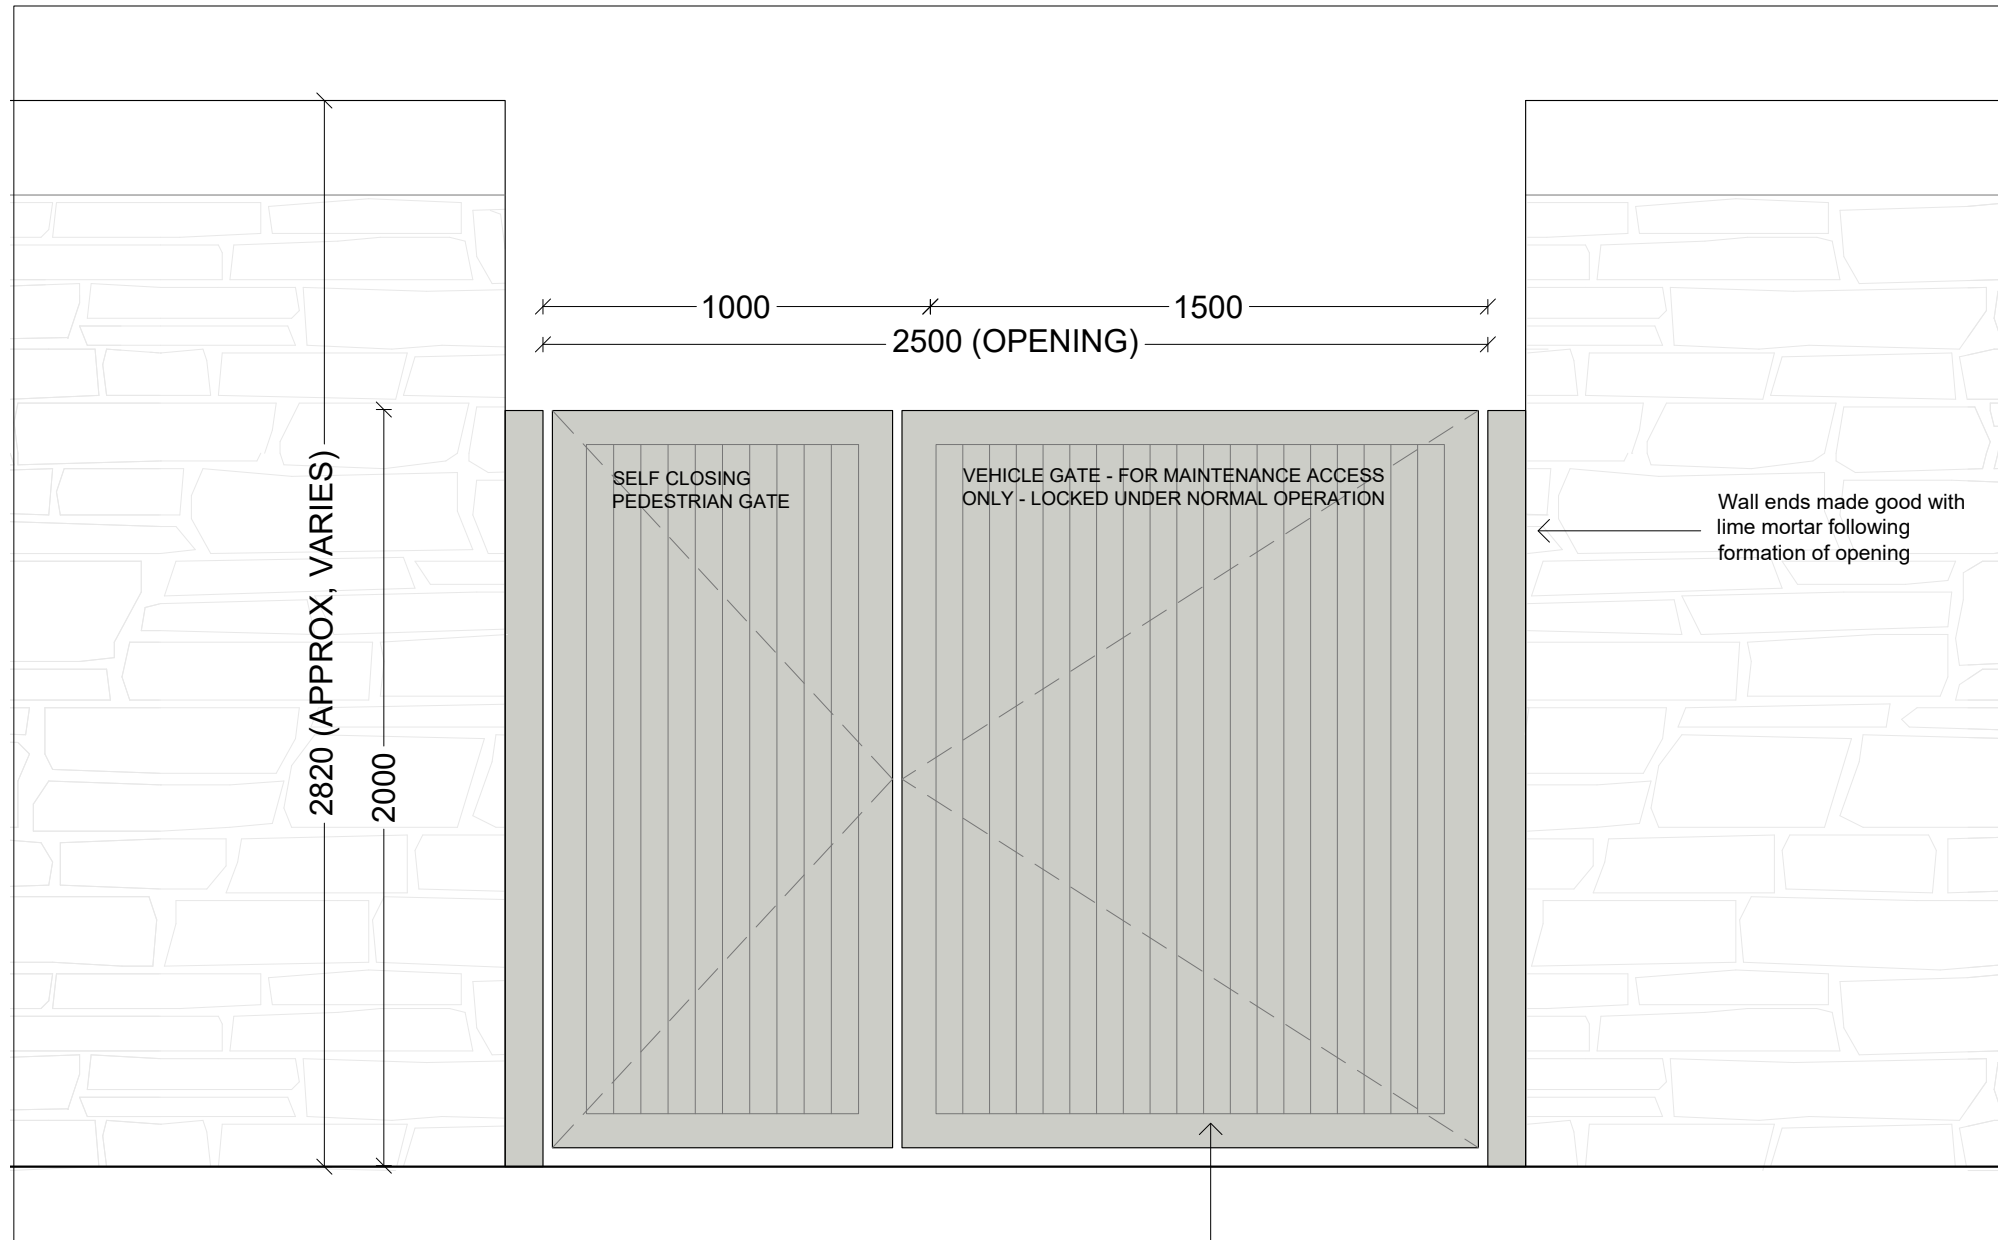 1000
1500
2500 (OPENING)
2820 (APPROX, VARIES)
2000
SELF CLOSING
PEDESTRIAN GATE
VEHICLE GATE - FOR MAINTENANCE ACCESS
ONLY - LOCKED UNDER NORMAL OPERATION
Wall ends made good with
lime mortar following
formation of opening